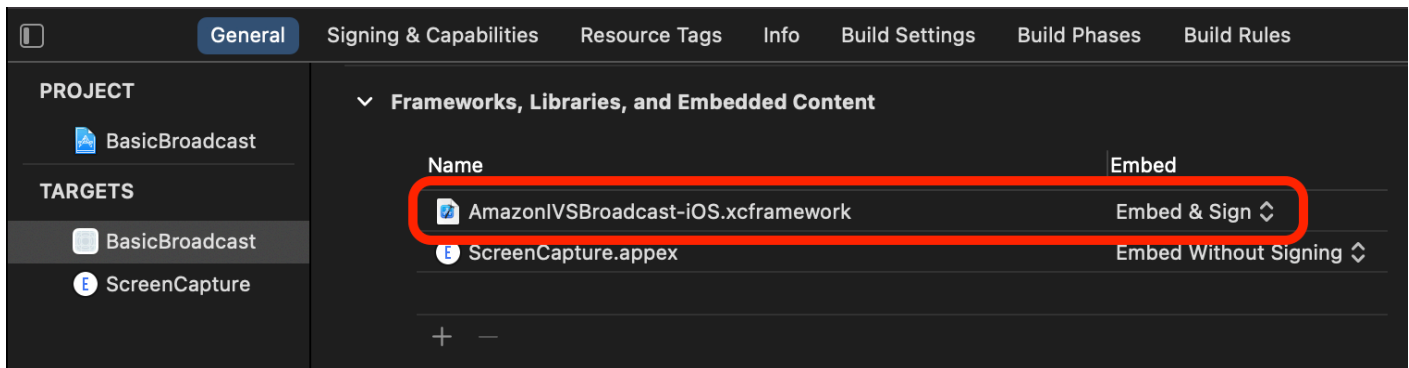 General Signing & Capabilities Resource Tags Info Build Settings Build Phases Build Rules
PROJECT
BasicBroadcast
TARGETS
BasicBroadcast
E ScreenCapture
Frameworks, Libraries, and Embedded Content
Name Embed
AmazonIVSBroadcast-iOS.xcframework Embed & Sign
E ScreenCapture.appex Embed Without Signing
+ —